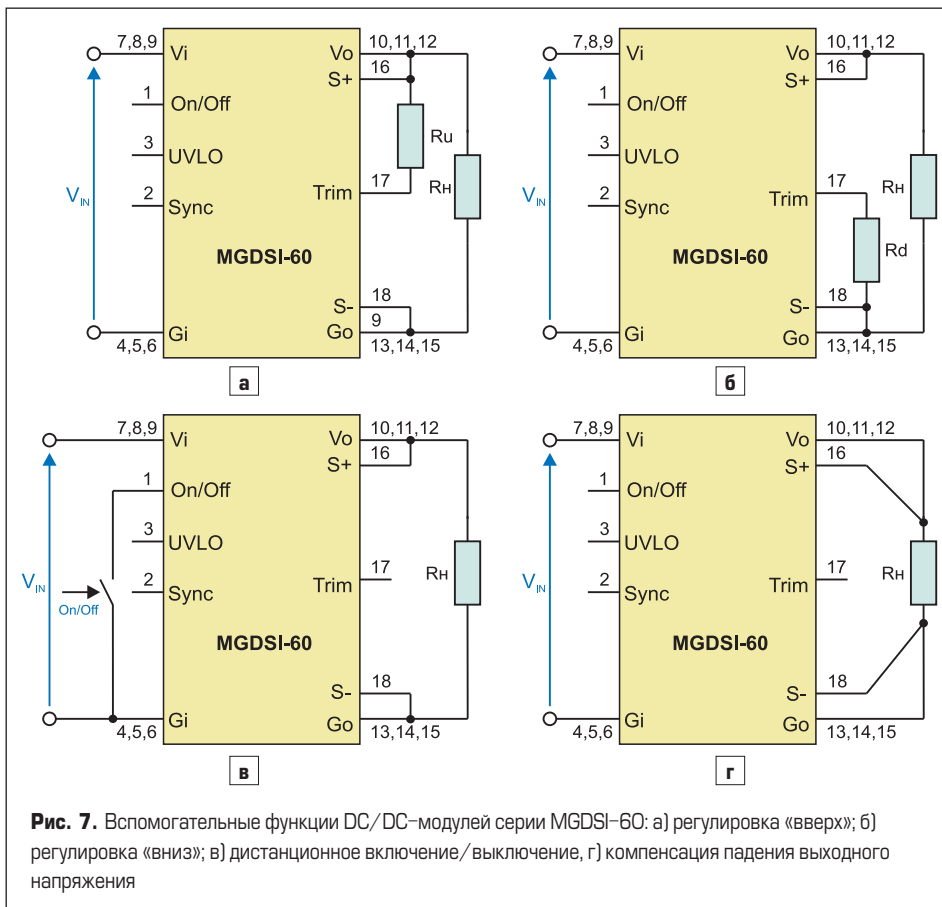 7,8,9 Vi Vo 10,11,12
S+ 16
1 On/Off
Ru
3 UVLO
Rн
V_IN
2 Sync
Trim 17
MGDSI-60
S- 18
9
4,5,6 Gi Go 13,14,15
а
7,8,9 Vi Vo 10,11,12
S+ 16
1 On/Off
3 UVLO
Rн
V_IN
2 Sync
Trim 17
Rd
MGDSI-60
S- 18
4,5,6 Gi Go 13,14,15
б
7,8,9 Vi Vo 10,11,12
S+ 16
1 On/Off
3 UVLO
Rн
V_IN
On/Off
2 Sync
Trim 17
MGDSI-60
S- 18
4,5,6 Gi Go 13,14,15
в
7,8,9 Vi Vo 10,11,12
S+ 16
1 On/Off
3 UVLO
Rн
V_IN
2 Sync
Trim 17
MGDSI-60
S- 18
4,5,6 Gi Go 13,14,15
г
Рис. 7. Вспомогательные функции DC/DC-модулей серии MGDSI-60: а) регулировка «вверх»; б)
регулировка «вниз»; в) дистанционное включение/выключение, г) компенсация падения выходного
напряжения